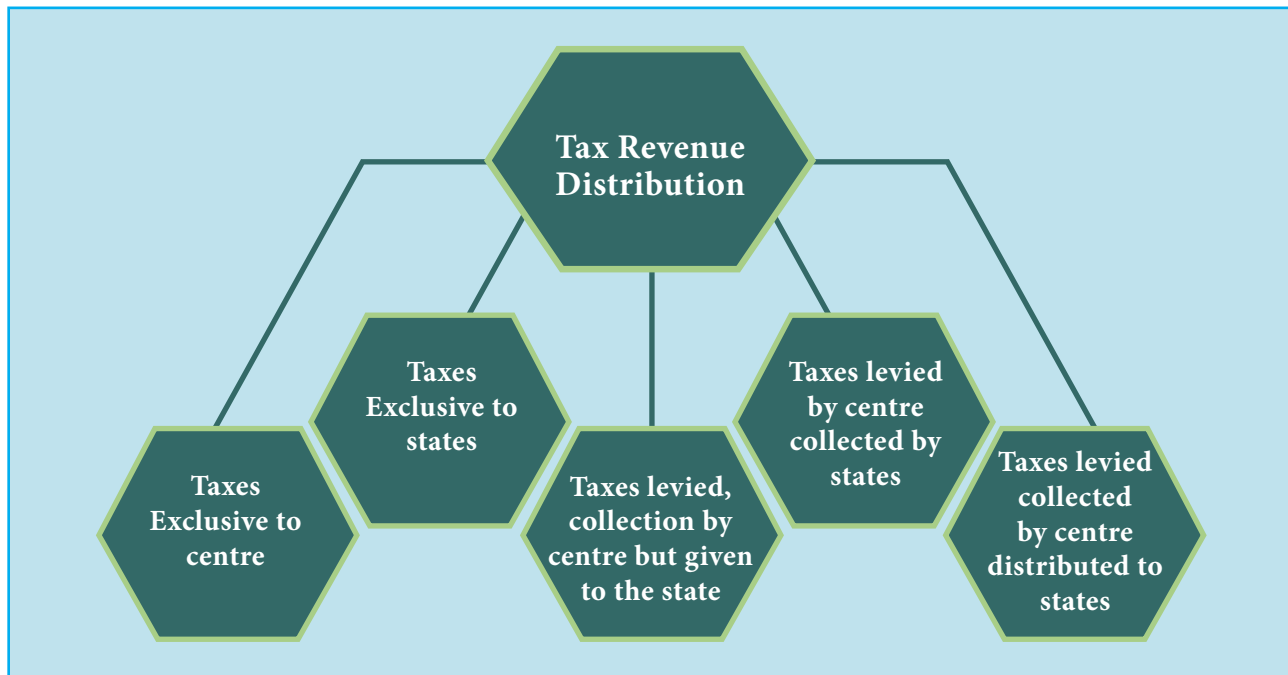 Tax Revenue
Distribution
Taxes
Exclusive to
centre
Taxes
Exclusive to
states
Taxes levied,
collection by
centre but given
to the state
Taxes levied
by centre
collected by
states
Taxes levied
collected
by centre
distributed to
states